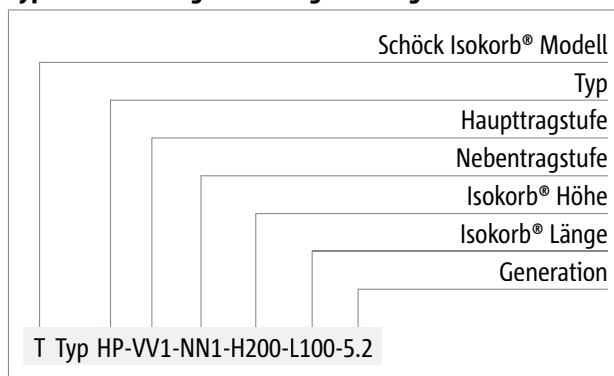 Schöck Isokorb® Modell
Typ
Haupttragstufe
Nebentragstufe
Isokorb® Höhe
Isokorb® Länge
Generation
T Typ HP-VV1-NN1-H200-L100-5.2